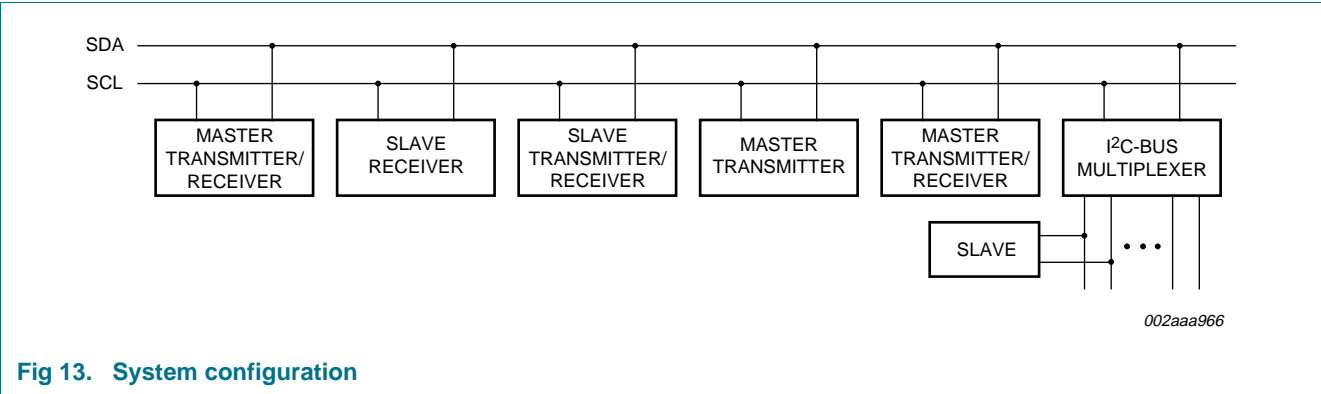 SDA
SCL
MASTER
TRANSMITTER/
RECEIVER
SLAVE
RECEIVER
SLAVE
TRANSMITTER/
RECEIVER
MASTER
TRANSMITTER
MASTER
TRANSMITTER/
RECEIVER
I²C-BUS
MULTIPLEXER
SLAVE
002aaa966
Fig 13. System configuration